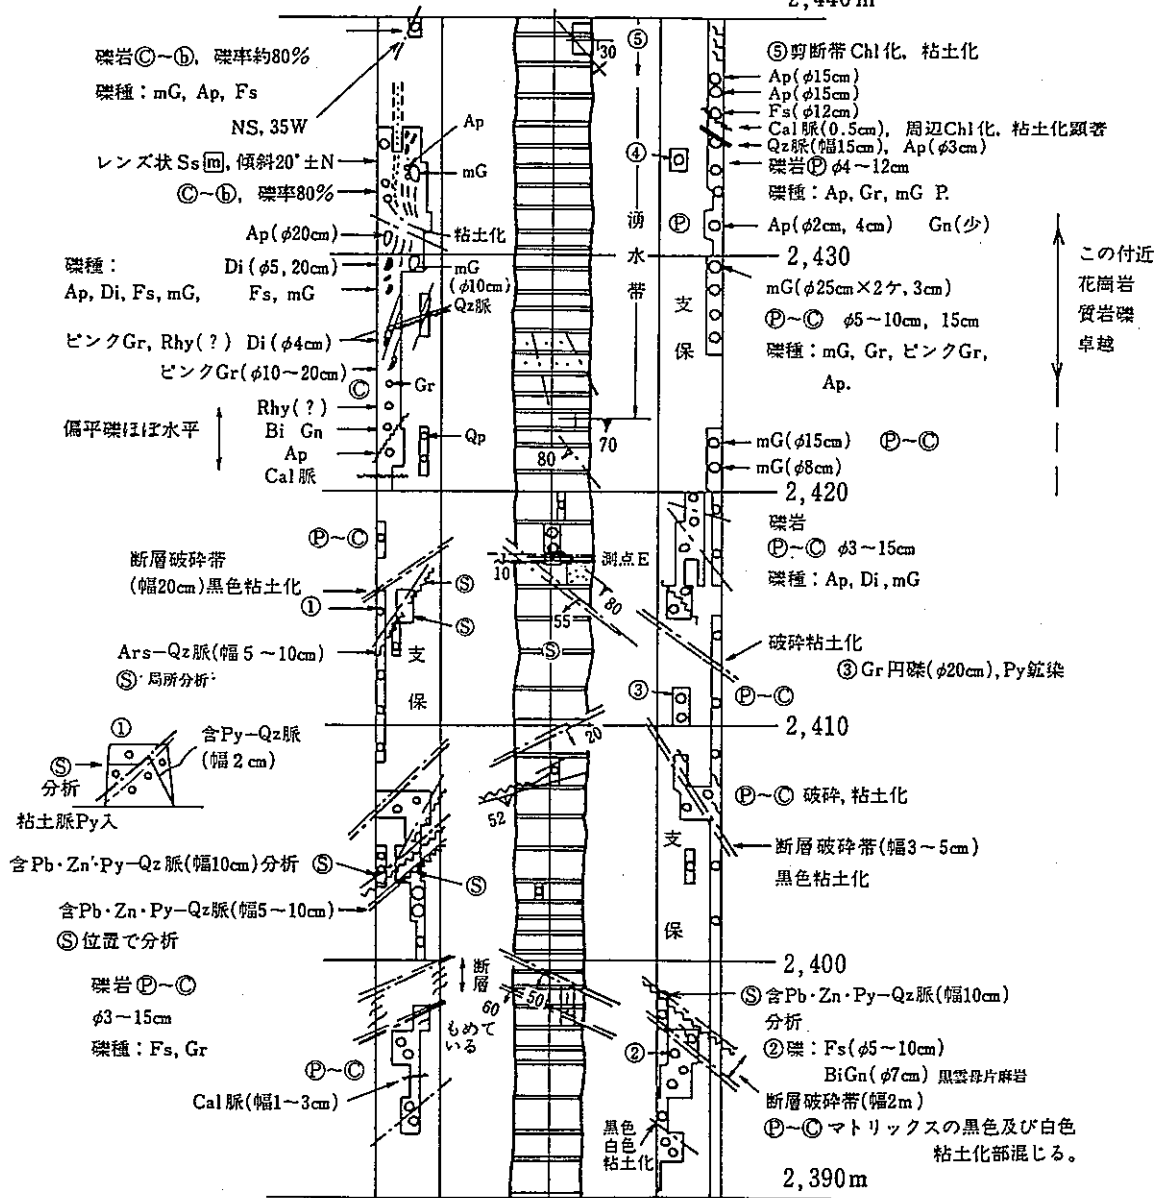 2,440m
礫岩Ⓒ~ⓑ, 礫率約80%
礫種:mG, Ap, Fs
NS, 35W
レンズ状Ss[m], 傾斜20°±N
Ⓒ~ⓑ, 礫率80%
Ap(φ20cm)
礫種: Di(φ5, 20cm)
Ap, Di, Fs, mG, Fs, mG
ピンクGr, Rhy(?) Di(φ4cm)
ピンクGr(φ10~20cm)
Ⓒ
Gr
Rhy(?)
偏平礫ほぼ水平
Bi Gn
Ap
Cal脈
Qp
Ap
mG
粘土化
mG
(φ10cm)
Qz脈
⑤
30
④
湧水帯
70
80
Ⓟ
支保
⑤剪断帯Chl化, 粘土化
Ap(φ15cm)
Ap(φ15cm)
Fs(φ12cm)
Cal脈(0.5cm), 周辺Chl化, 粘土化顕著
Qz脈(幅15cm), Ap(φ3cm)
礫岩Ⓟ φ4~12cm
礫種:Ap, Gr, mG P.
Ap(φ2cm, 4cm) Gn(少)
2,430
mG(φ25cm×2ケ, 3cm)
Ⓟ~Ⓒ φ5~10cm, 15cm
礫種:mG, Gr, ピンクGr,
Ap.
この付近
花崗岩
質岩礫
卓越
mG(φ15cm) Ⓟ~Ⓒ
mG(φ8cm)
2,420
Ⓟ~Ⓒ
断層破砕帯
(幅20cm)黒色粘土化
①
Ⓢ
Ⓢ
Ars-Qz脈(幅5~10cm)
Ⓢ局所分析
支保
10
測点E
80
55
Ⓢ
礫岩
Ⓟ~Ⓒ φ3~15cm
礫種:Ap, Di, mG
破砕粘土化
③Gr円礫(φ20cm), Py鉱染
③
Ⓟ~Ⓒ
2,410
①
含Py-Qz脈
(幅2cm)
Ⓢ
分析
粘土脈Py入
20
52
Ⓟ~Ⓒ 破砕, 粘土化
断層破砕帯(幅3~5cm)
黒色粘土化
支保
含Pb・Zn・Py-Qz脈(幅10cm)分析 Ⓢ
Ⓢ
含Pb・Zn・Py-Qz脈(幅5~10cm)
Ⓢ位置で分析
2,400
礫岩Ⓟ~Ⓒ
φ3~15cm
礫種:Fs, Gr
断層
もめて
いる
60
50
Ⓟ~Ⓒ
Cal脈(幅1~3cm)
Ⓢ含Pb・Zn・Py-Qz脈(幅10cm)
分析
②
②礫:Fs(φ5~10cm)
BiGn(φ7cm) 黒雲母片麻岩
断層破砕帯(幅2m)
Ⓟ~Ⓒ マトリックスの黒色及び白色
粘土化部混じる。
黒色
白色
粘土化
2,390m